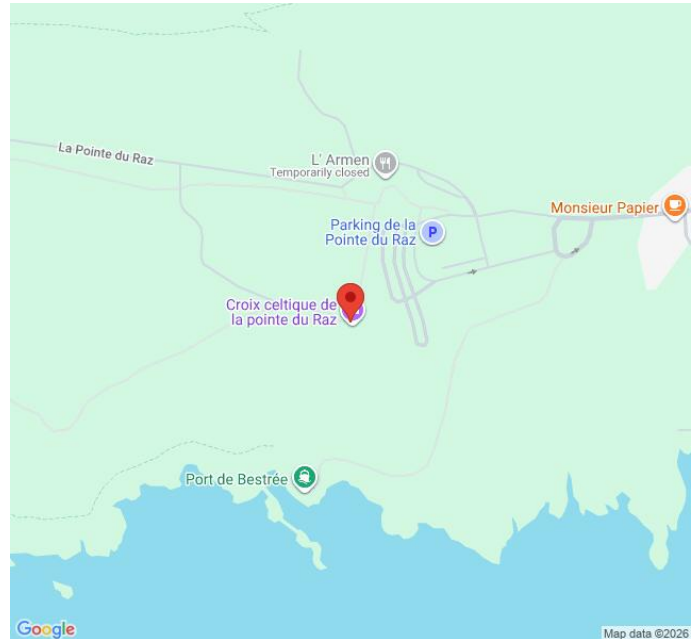 La Pointe du Raz
L' Armen
Temporarily closed
Monsieur Papier
Parking de la
Pointe du Raz
P
Croix celtique de
la pointe du Raz
Port de Bestrée
Google
Map data ©2026